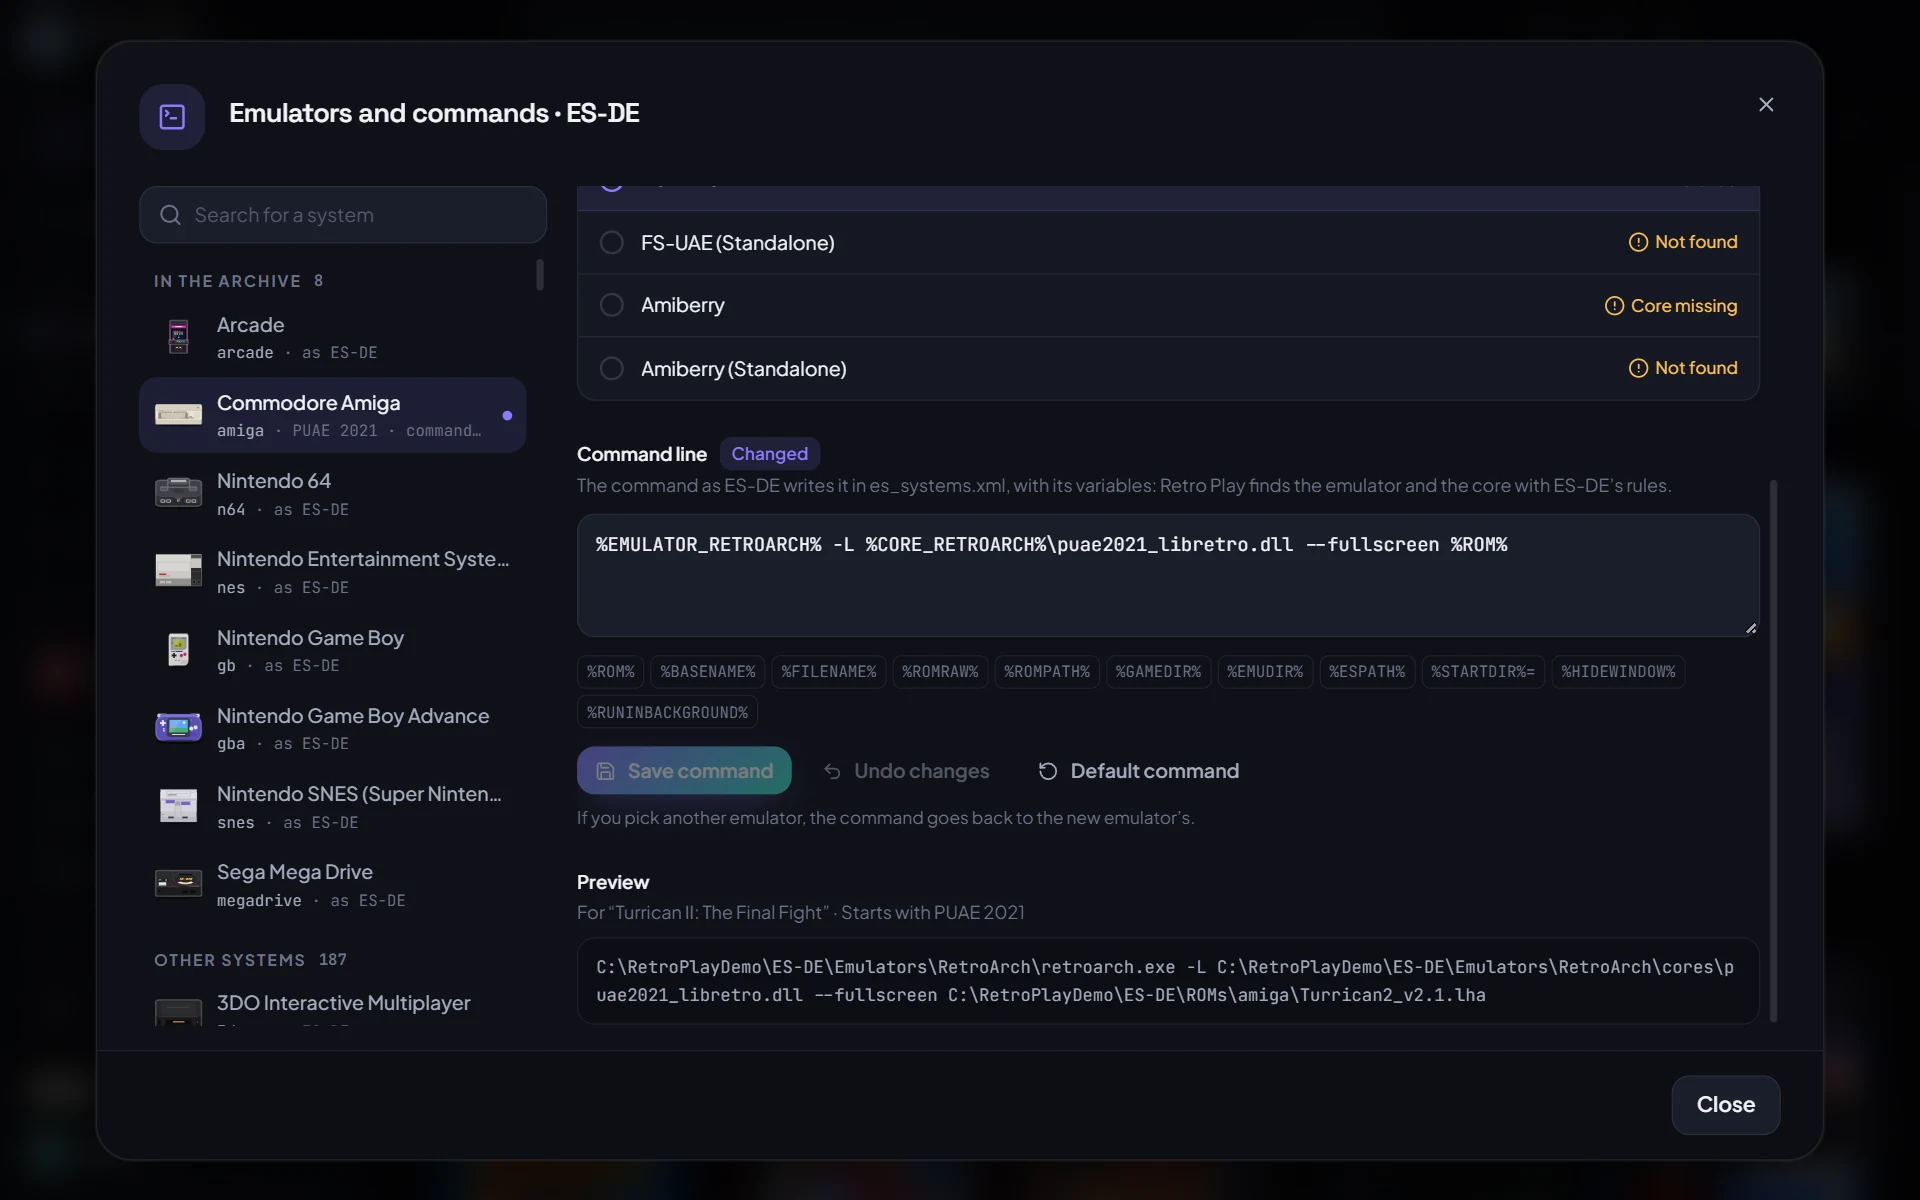 Emulators and commands · ES-DE
Search for a system
IN THE ARCHIVE 8
Arcade
arcade · as ES-DE
Commodore Amiga
amiga · PUAE 2021 · command…
Nintendo 64
n64 · as ES-DE
Nintendo Entertainment Syste…
nes · as ES-DE
Nintendo Game Boy
gb · as ES-DE
Nintendo Game Boy Advance
gba · as ES-DE
Nintendo SNES (Super Ninten…
snes · as ES-DE
Sega Mega Drive
megadrive · as ES-DE
OTHER SYSTEMS 187
3DO Interactive Multiplayer
FS-UAE (Standalone) Not found
Amiberry Core missing
Amiberry (Standalone) Not found
Command line Changed
The command as ES-DE writes it in es_systems.xml, with its variables: Retro Play finds the emulator and the core with ES-DE's rules.
%EMULATOR_RETROARCH% -L %CORE_RETROARCH%\puae2021_libretro.dll --fullscreen %ROM%
%ROM% %BASENAME% %FILENAME% %ROMRAW% %ROMPATH% %GAMEDIR% %EMUDIR% %ESPATH% %STARTDIR%= %HIDEWINDOW%
%RUNINBACKGROUND%
Save command Undo changes Default command
If you pick another emulator, the command goes back to the new emulator's.
Preview
For “Turrican II: The Final Fight” · Starts with PUAE 2021
C:\RetroPlayDemo\ES-DE\Emulators\RetroArch\retroarch.exe -L C:\RetroPlayDemo\ES-DE\Emulators\RetroArch\cores\p
uae2021_libretro.dll --fullscreen C:\RetroPlayDemo\ES-DE\ROMs\amiga\Turrican2_v2.1.lha
Close